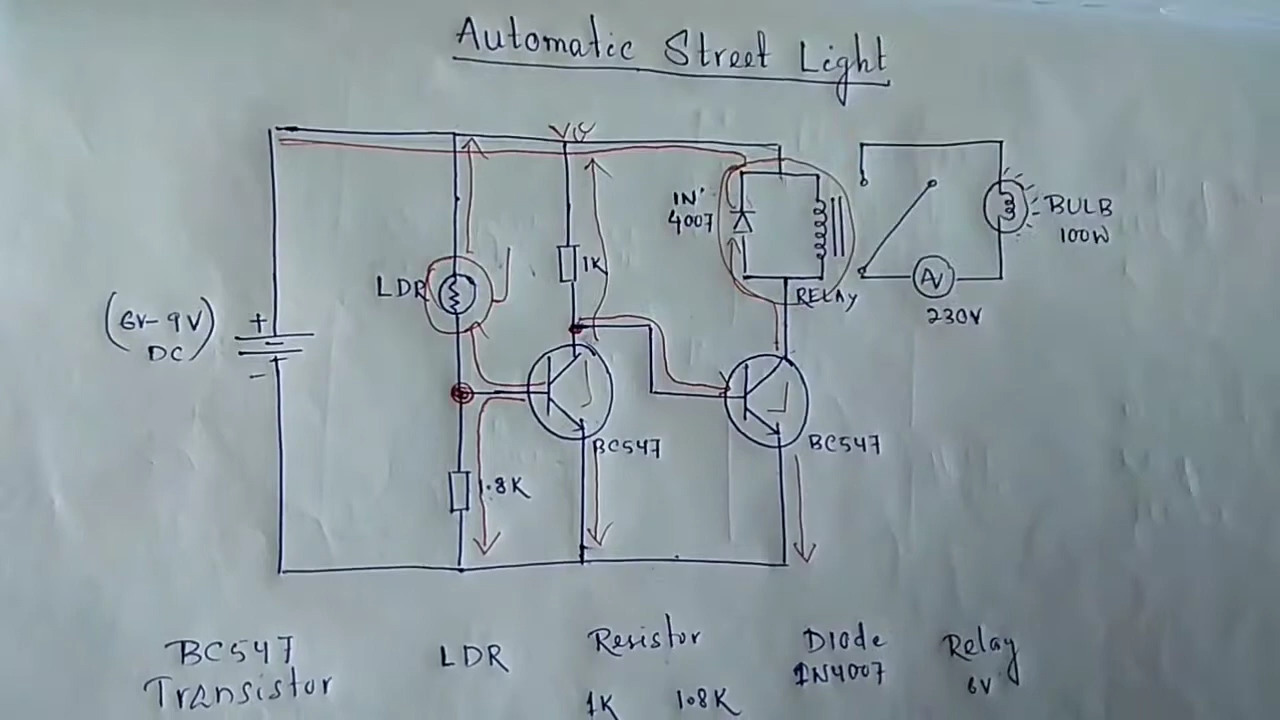 Automatic Street Light
Vcc
IN'
4007
1K
LDR
BULB
100W
RELAY
(6V-9V)
DC
+
-
AV
230V
BC547
BC547
1.8K
BC547
Transistor
LDR
Resistor
1K 1.8K
Diode
1N4007
Relay
6V